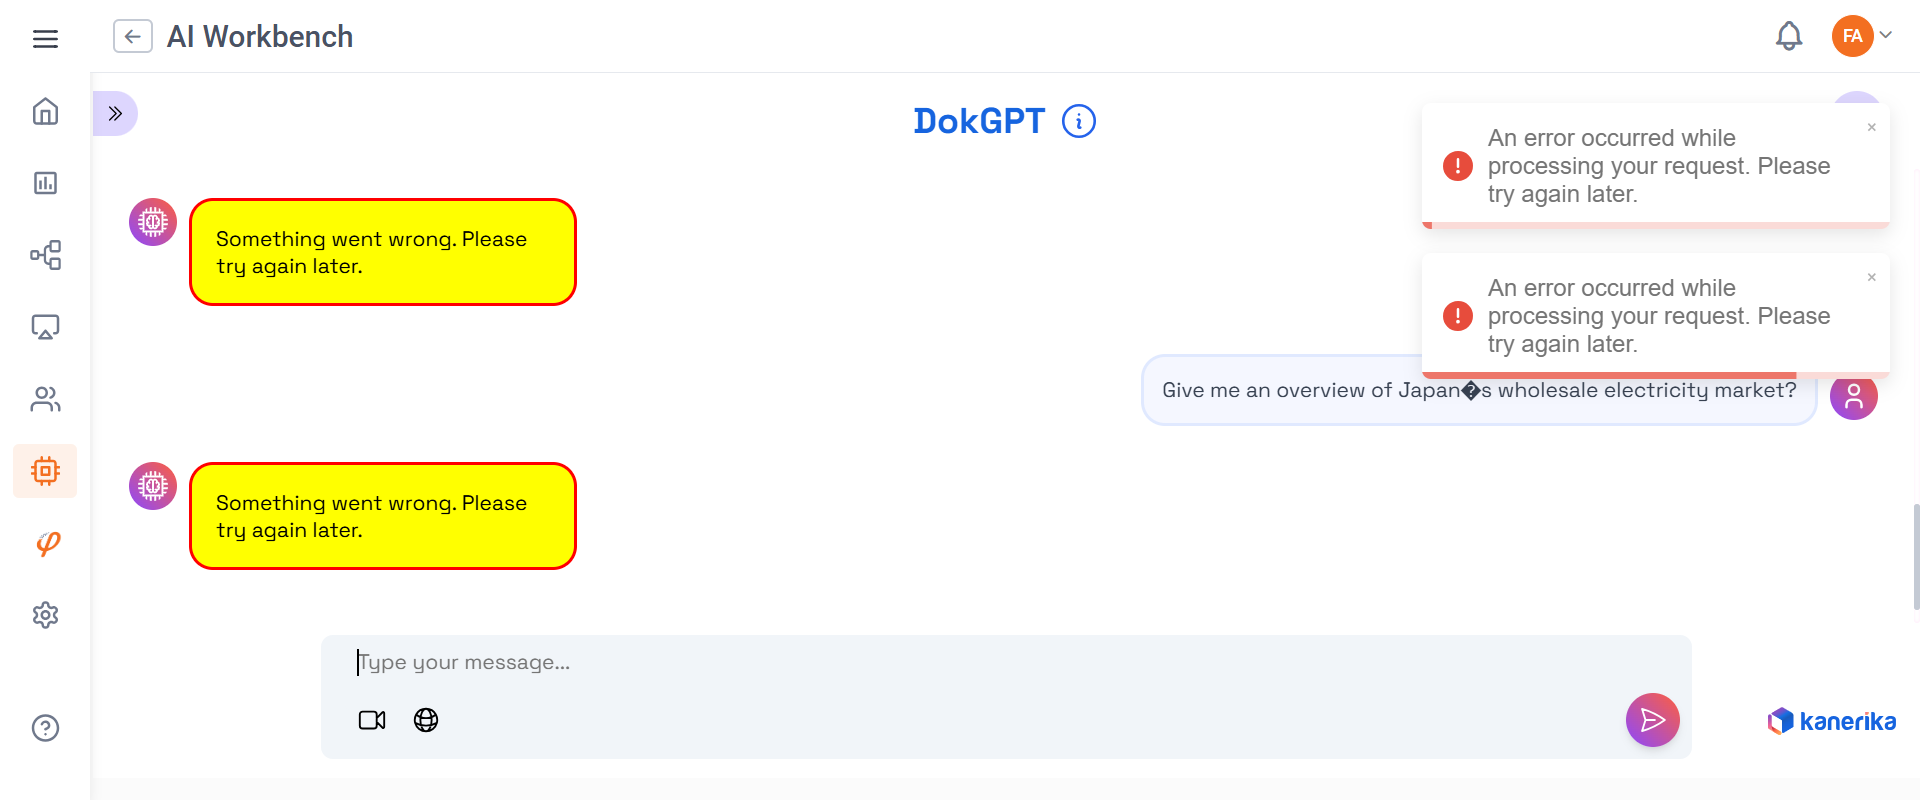 AI Workbench
FA
DokGPT
An error occurred while
processing your request. Please
try again later.
Something went wrong. Please
try again later.
An error occurred while
processing your request. Please
try again later.
Give me an overview of Japan�s wholesale electricity market?
Something went wrong. Please
try again later.
Type your message...
kanerika